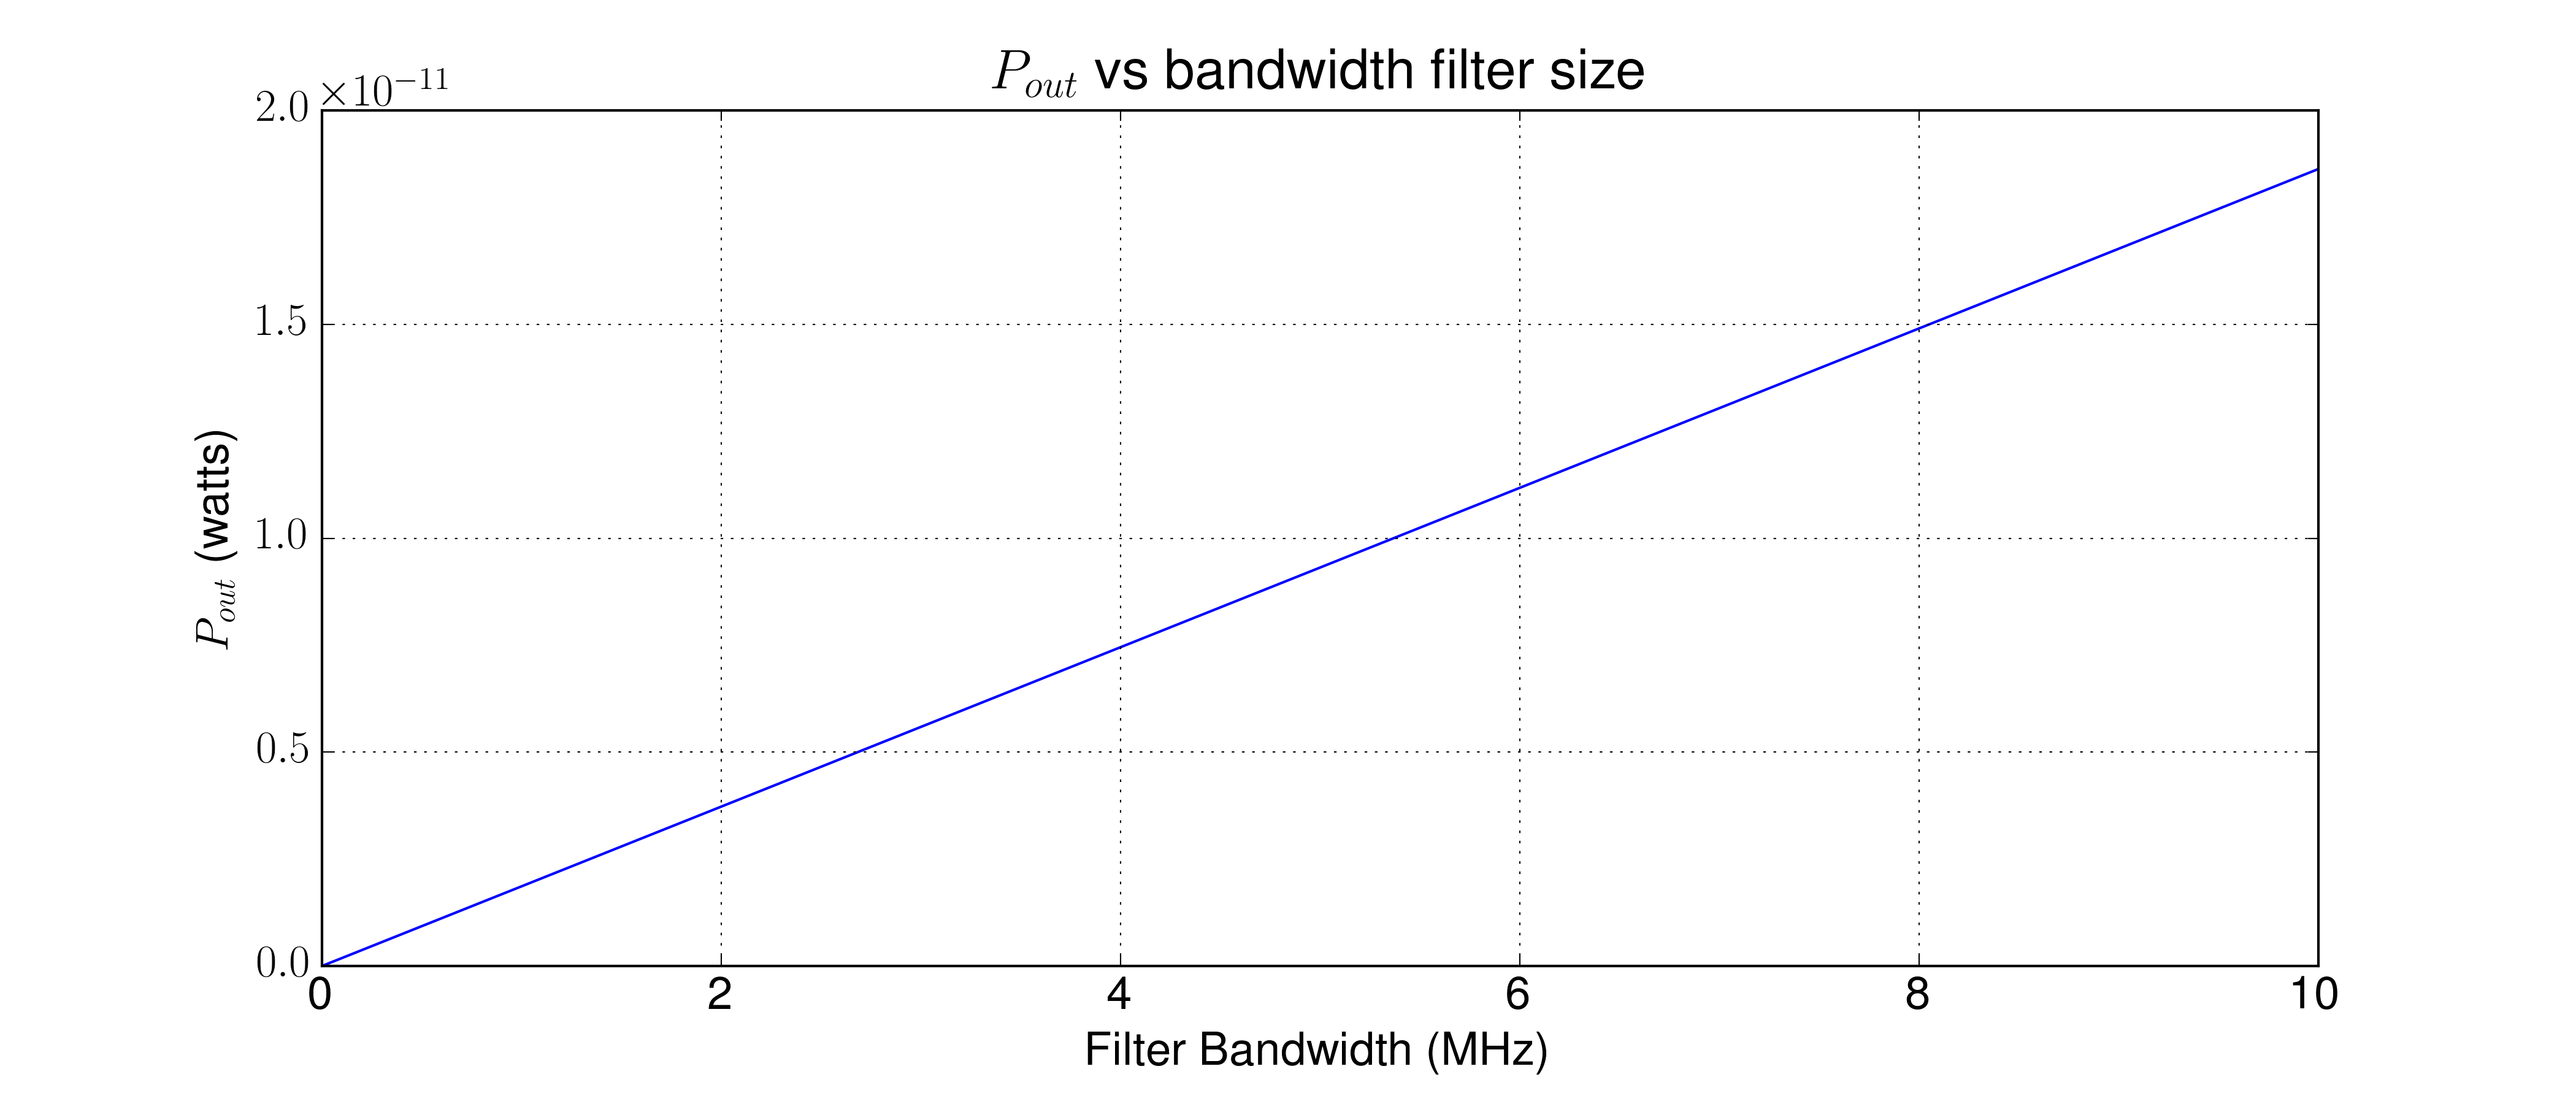 P_out vs bandwidth filter size
×10⁻¹¹
2.0
1.5
1.0
0.5
0.0
P_out (watts)
0 2 4 6 8 10
Filter Bandwidth (MHz)